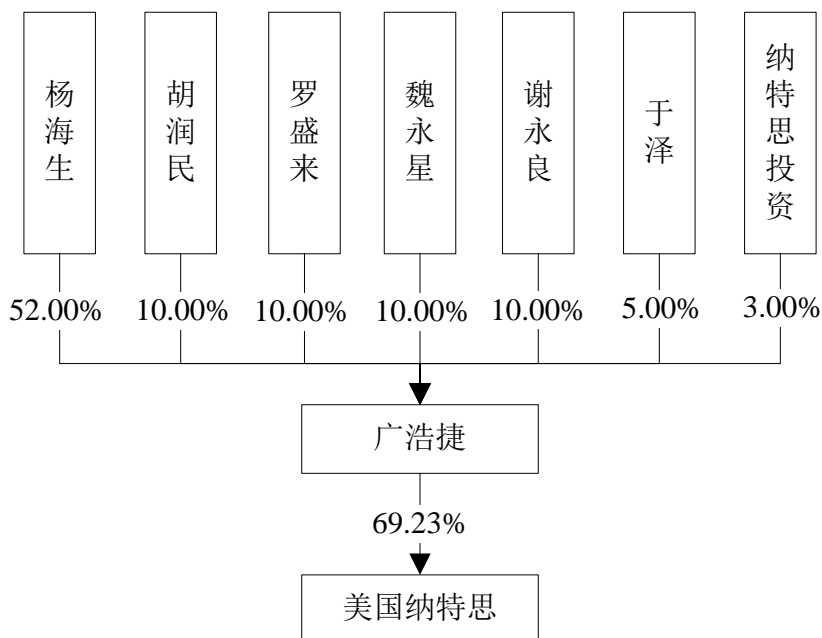 杨海生
胡润民
罗盛来
魏永星
谢永良
于泽
纳特思投资
52.00%
10.00%
10.00%
10.00%
10.00%
5.00%
3.00%
广浩捷
69.23%
美国纳特思